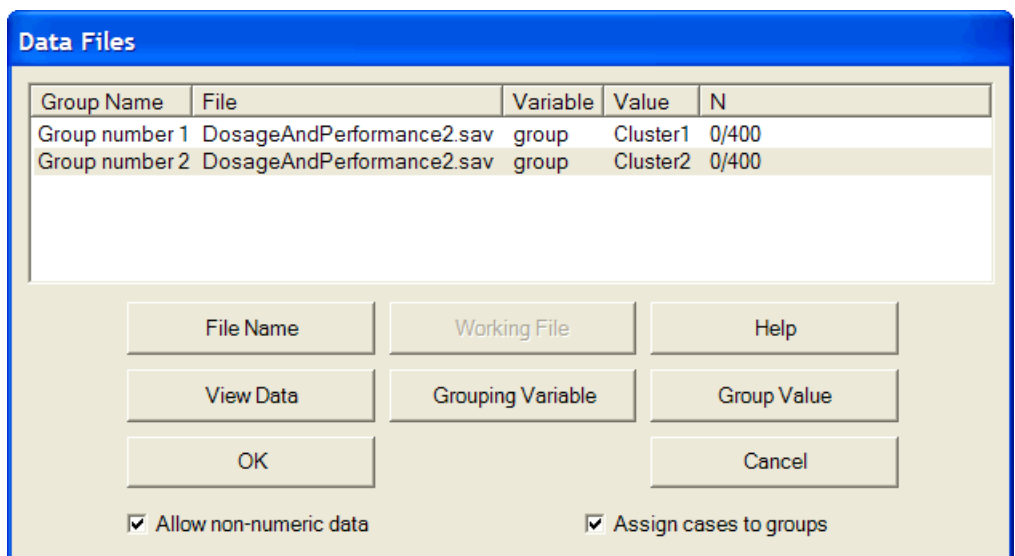 Data Files
Group Name File Variable Value N
Group number 1 DosageAndPerformance2.sav group Cluster1 0/400
Group number 2 DosageAndPerformance2.sav group Cluster2 0/400
File Name Working File Help
View Data Grouping Variable Group Value
OK Cancel
Allow non-numeric data Assign cases to groups